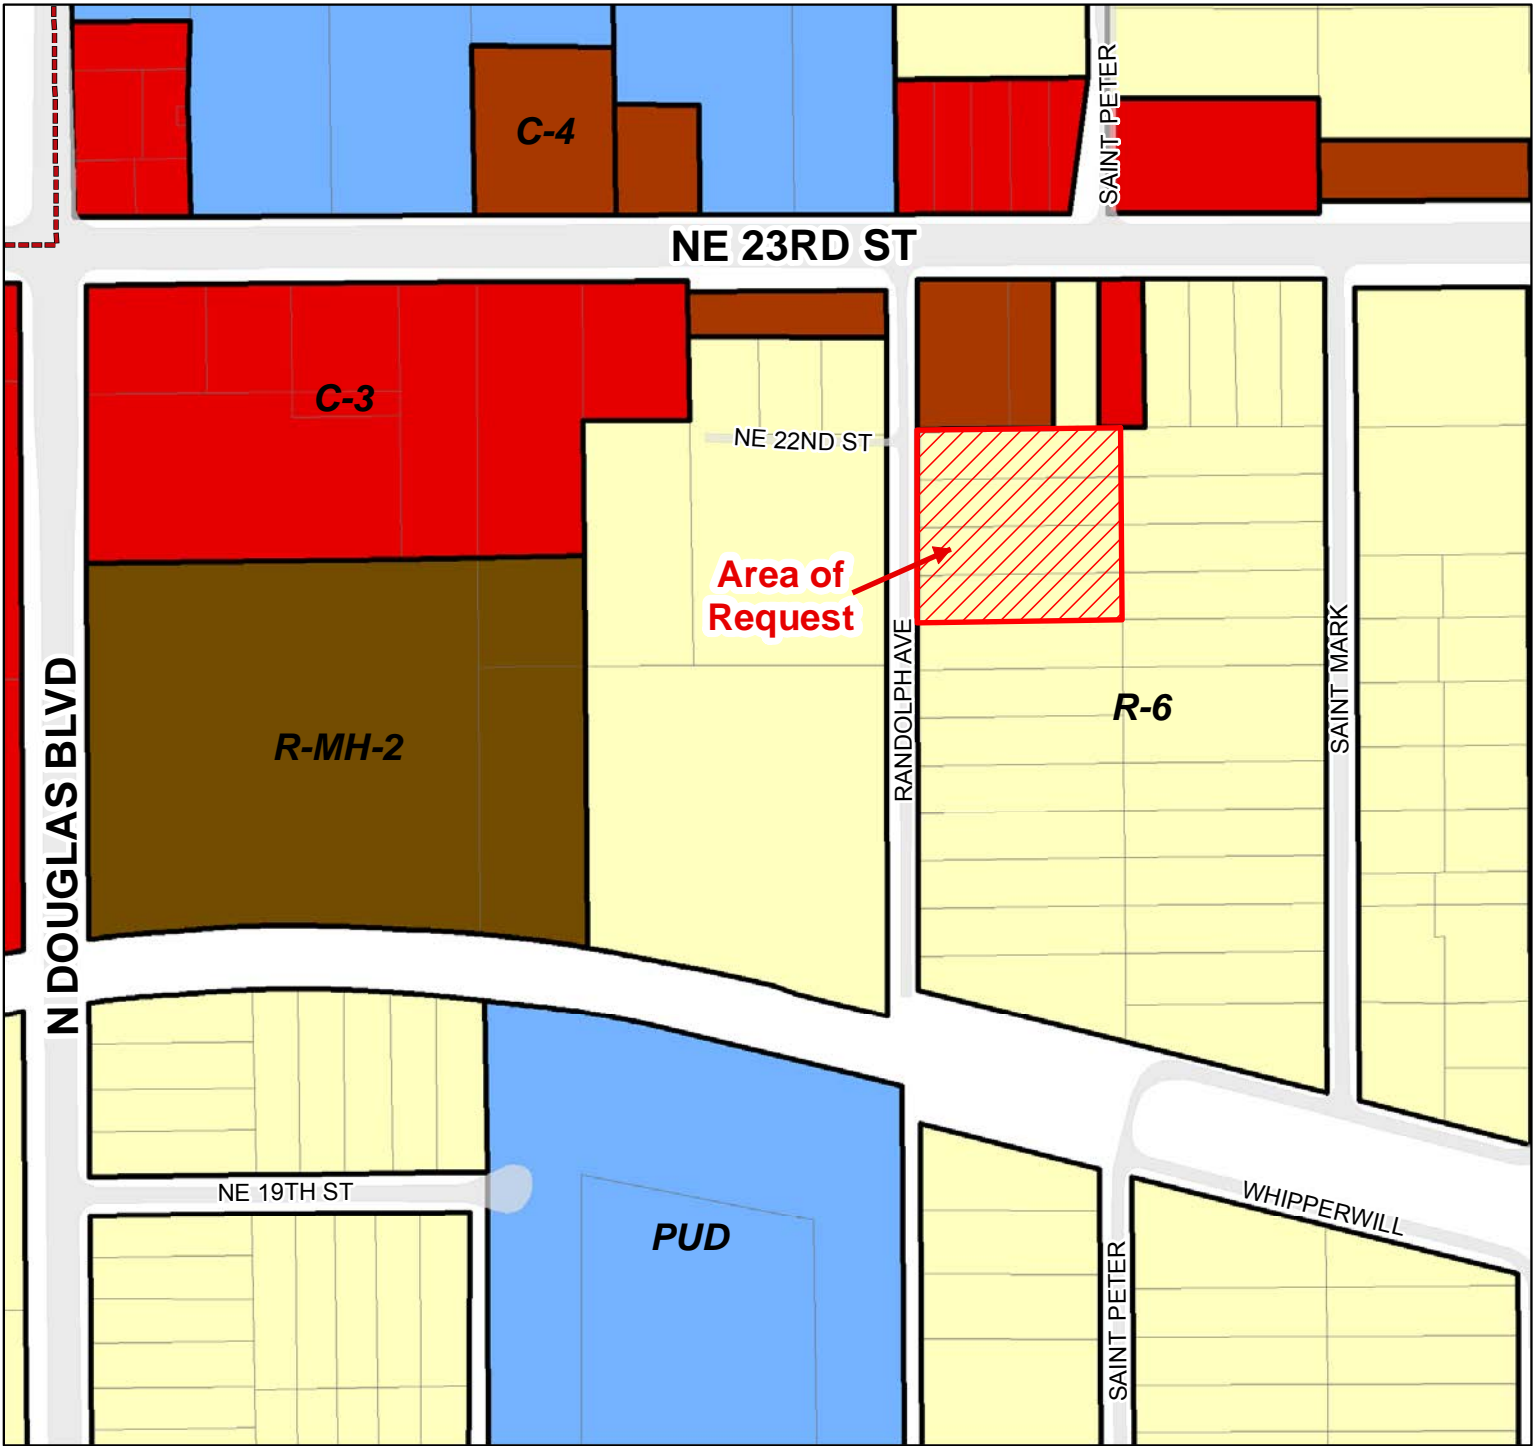 SAINT PETER
C-4
NE 23RD ST
C-3
NE 22ND ST
Area of
Request
RANDOLPH AVE
SAINT MARK
R-6
N DOUGLAS BLVD
R-MH-2
NE 19TH ST
WHIPPERWILL
PUD
SAINT PETER